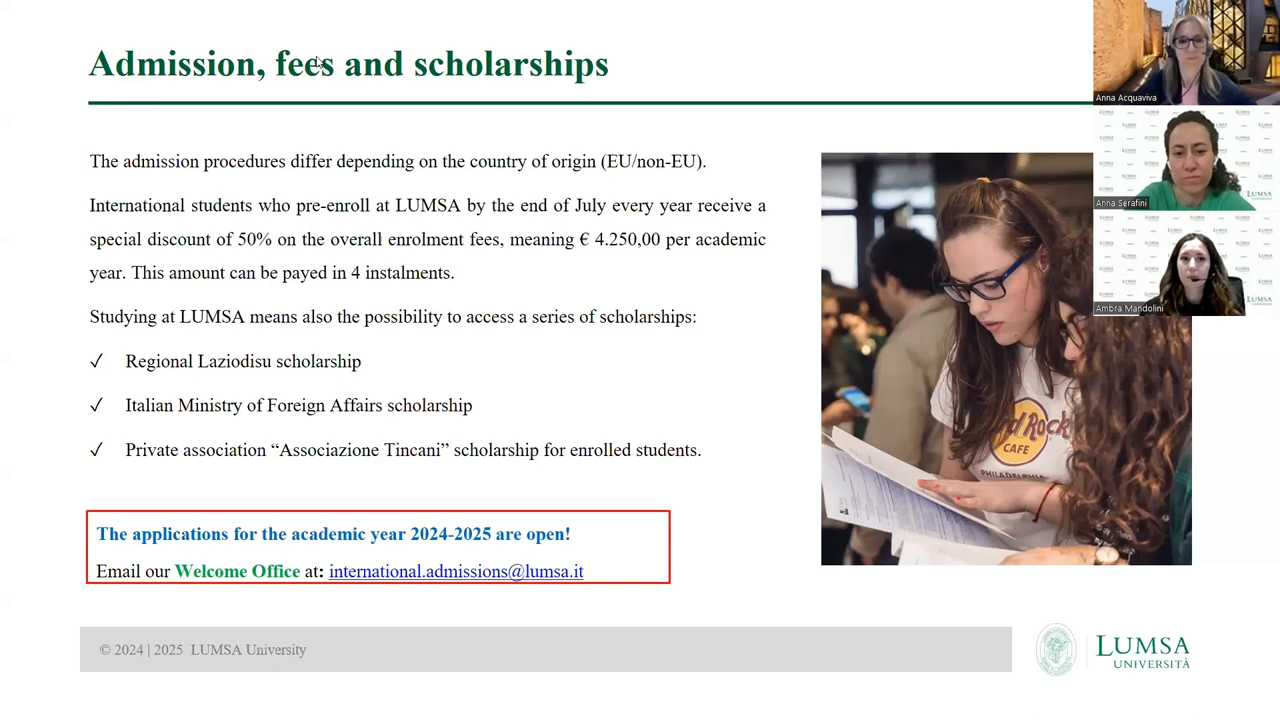 Admission, fees and scholarships
The admission procedures differ depending on the country of origin (EU/non-EU).
International students who pre-enroll at LUMSA by the end of July every year receive a
special discount of 50% on the overall enrolment fees, meaning € 4.250,00 per academic
year. This amount can be payed in 4 instalments.
Studying at LUMSA means also the possibility to access a series of scholarships:
✓ Regional Laziodisu scholarship
✓ Italian Ministry of Foreign Affairs scholarship
✓ Private association “Associazione Tincani” scholarship for enrolled students.
The applications for the academic year 2024-2025 are open!
Email our Welcome Office at: international.admissions@lumsa.it
© 2024 | 2025 LUMSA University
LUMSA
UNIVERSITÀ
Anna Acquaviva
Anna Serafini
LUMSA
Ambra Mandolini
LUMSA
Rock
CAFE
PHILADELPHIA